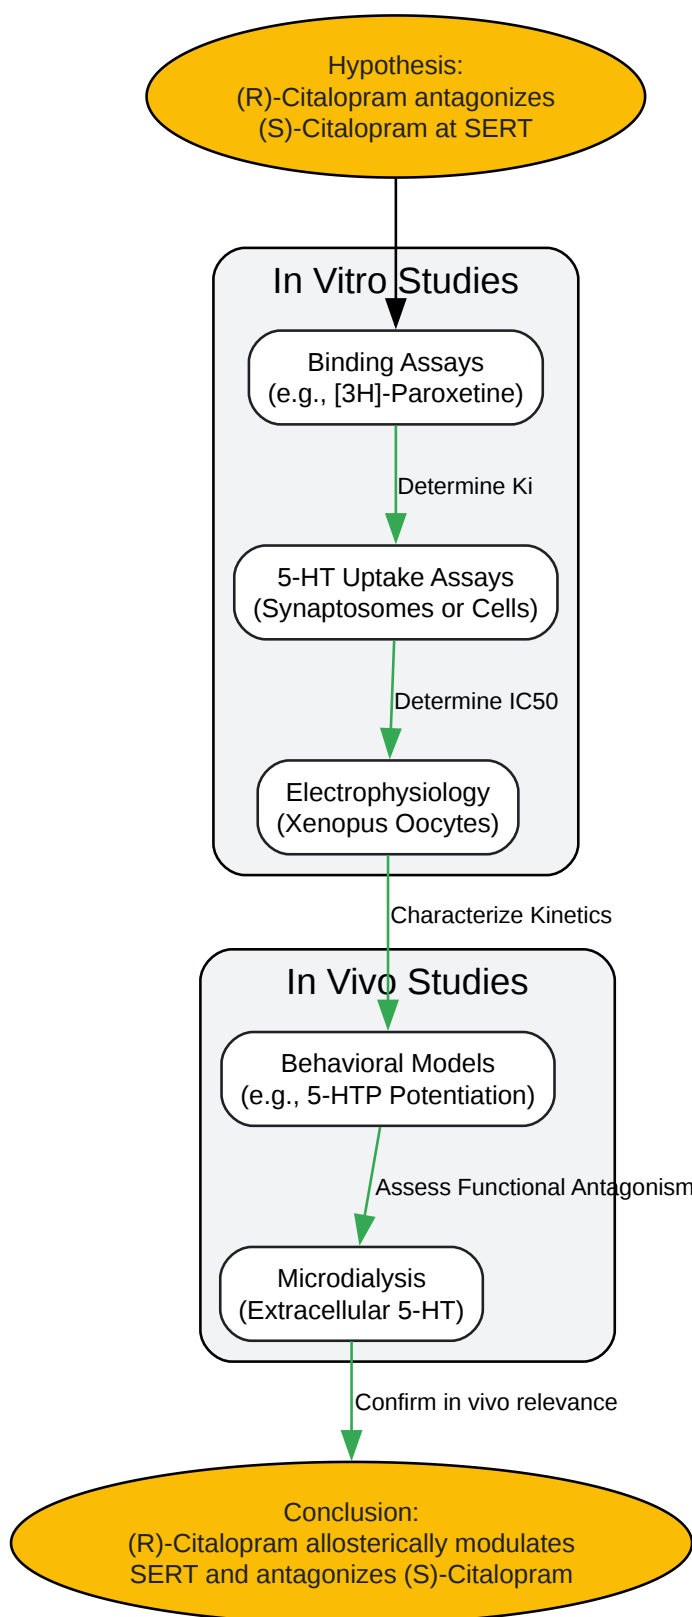 Hypothesis:
(R)-Citalopram antagonizes
(S)-Citalopram at SERT
In Vitro Studies
Binding Assays
(e.g., [3H]-Paroxetine)
Determine Ki
5-HT Uptake Assays
(Synaptosomes or Cells)
Determine IC50
Electrophysiology
(Xenopus Oocytes)
Characterize Kinetics
In Vivo Studies
Behavioral Models
(e.g., 5-HTP Potentiation)
Assess Functional Antagonism
Microdialysis
(Extracellular 5-HT)
Confirm in vivo relevance
Conclusion:
(R)-Citalopram allosterically modulates
SERT and antagonizes (S)-Citalopram